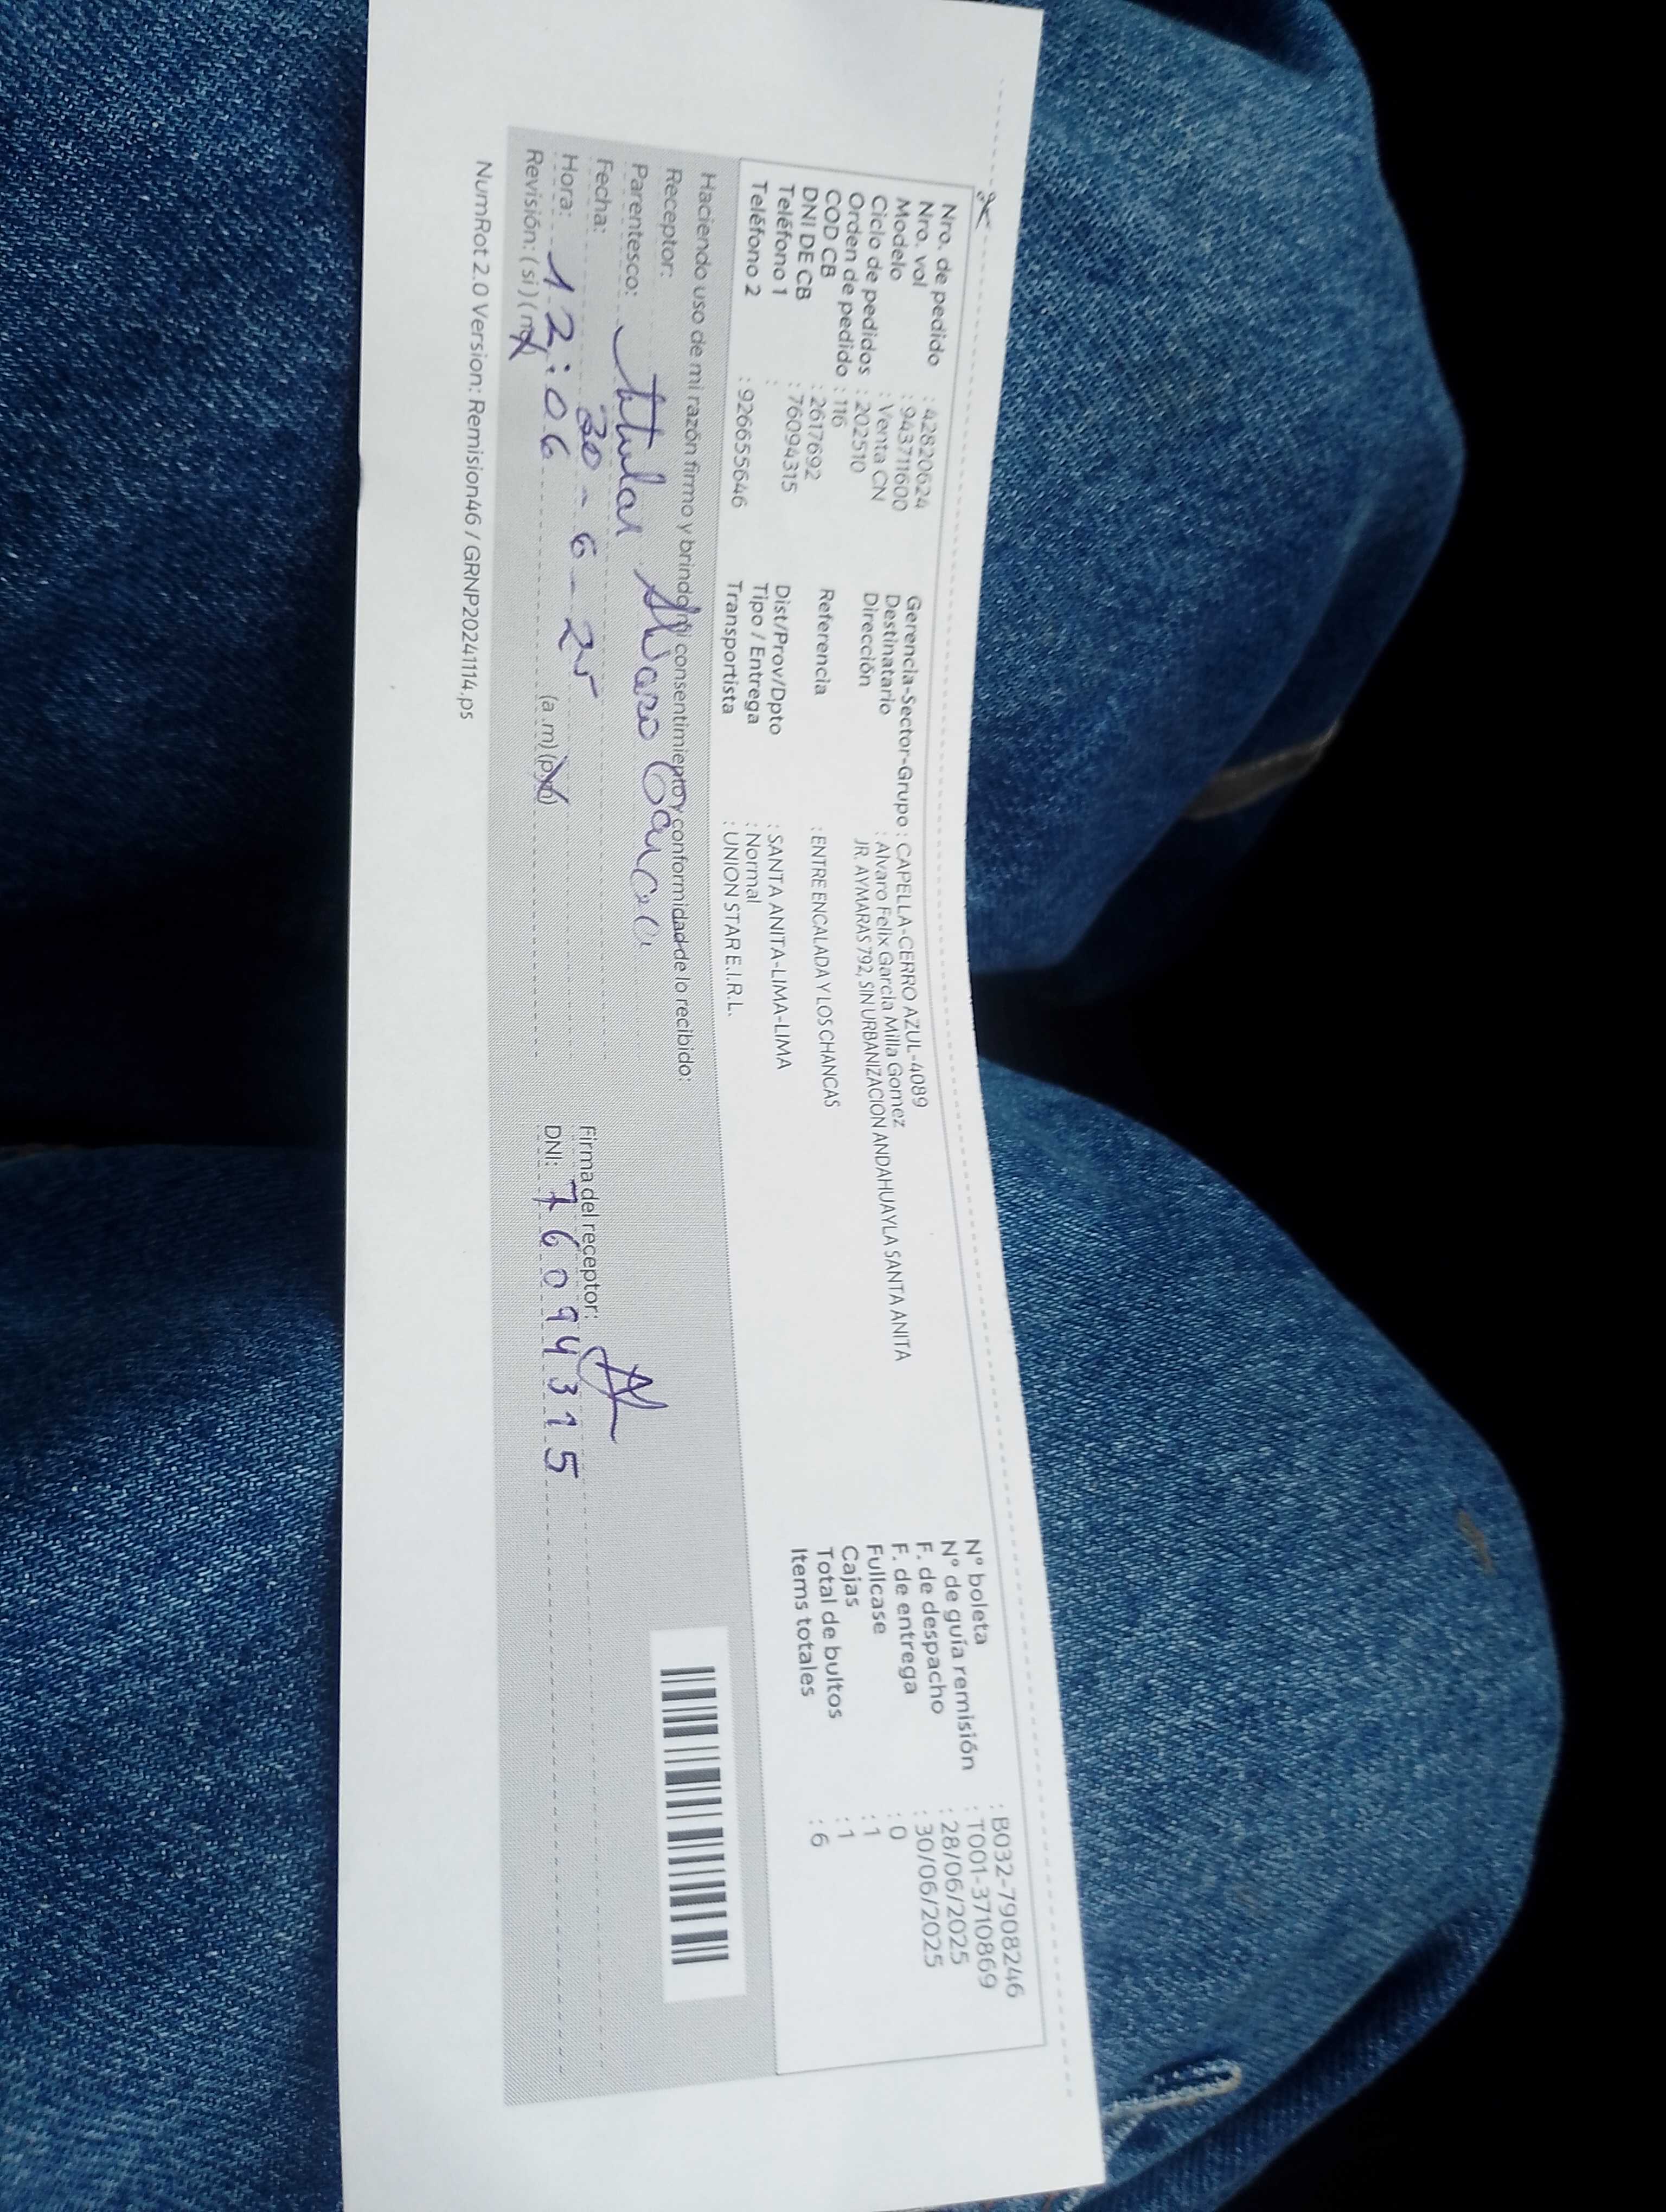 Nro. de pedido : 42820624
Nro. vol : 943711600
Modelo : Venta CN
Ciclo de pedidos : 202510
Orden de pedido : 116
COD CB : 2617692
DNI DE CB : 76094315
Teléfono 1 :
Teléfono 2 : 926655646
Gerencia-Sector-Grupo : CAPELLA-CERRO AZUL-4089
Destinatario : Alvaro Felix Garcia Milla Gomez
Dirección JR. AYMARAS 792, SIN URBANIZACION ANDAHUAYLA SANTA ANITA
Referencia : ENTRE ENCALADA Y LOS CHANCAS
Dist/Prov/Dpto : SANTA ANITA-LIMA-LIMA
Tipo / Entrega : Normal
Transportista : UNION STAR E.I.R.L.
N° boleta : B032-7908246
N° de guía remisión : T001-3710869
F. de despacho : 28/06/2025
F. de entrega : 30/06/2025
Fullcase : 0
Cajas : 1
Total de bultos : 1
Items totales : 6
Haciendo uso de mi razón firmo y brindo mi consentimiento y conformidad de lo recibido:
Receptor: Alvaro Garcia
Parentesco: titular
Fecha: 30-6-25
Hora: 12:06 (a.m) (p.m)
Revisión: (si) (no)
Firma del receptor:
DNI: 76094315
NumRot 2.0 Version: Remision46 / GRNP20241114.ps